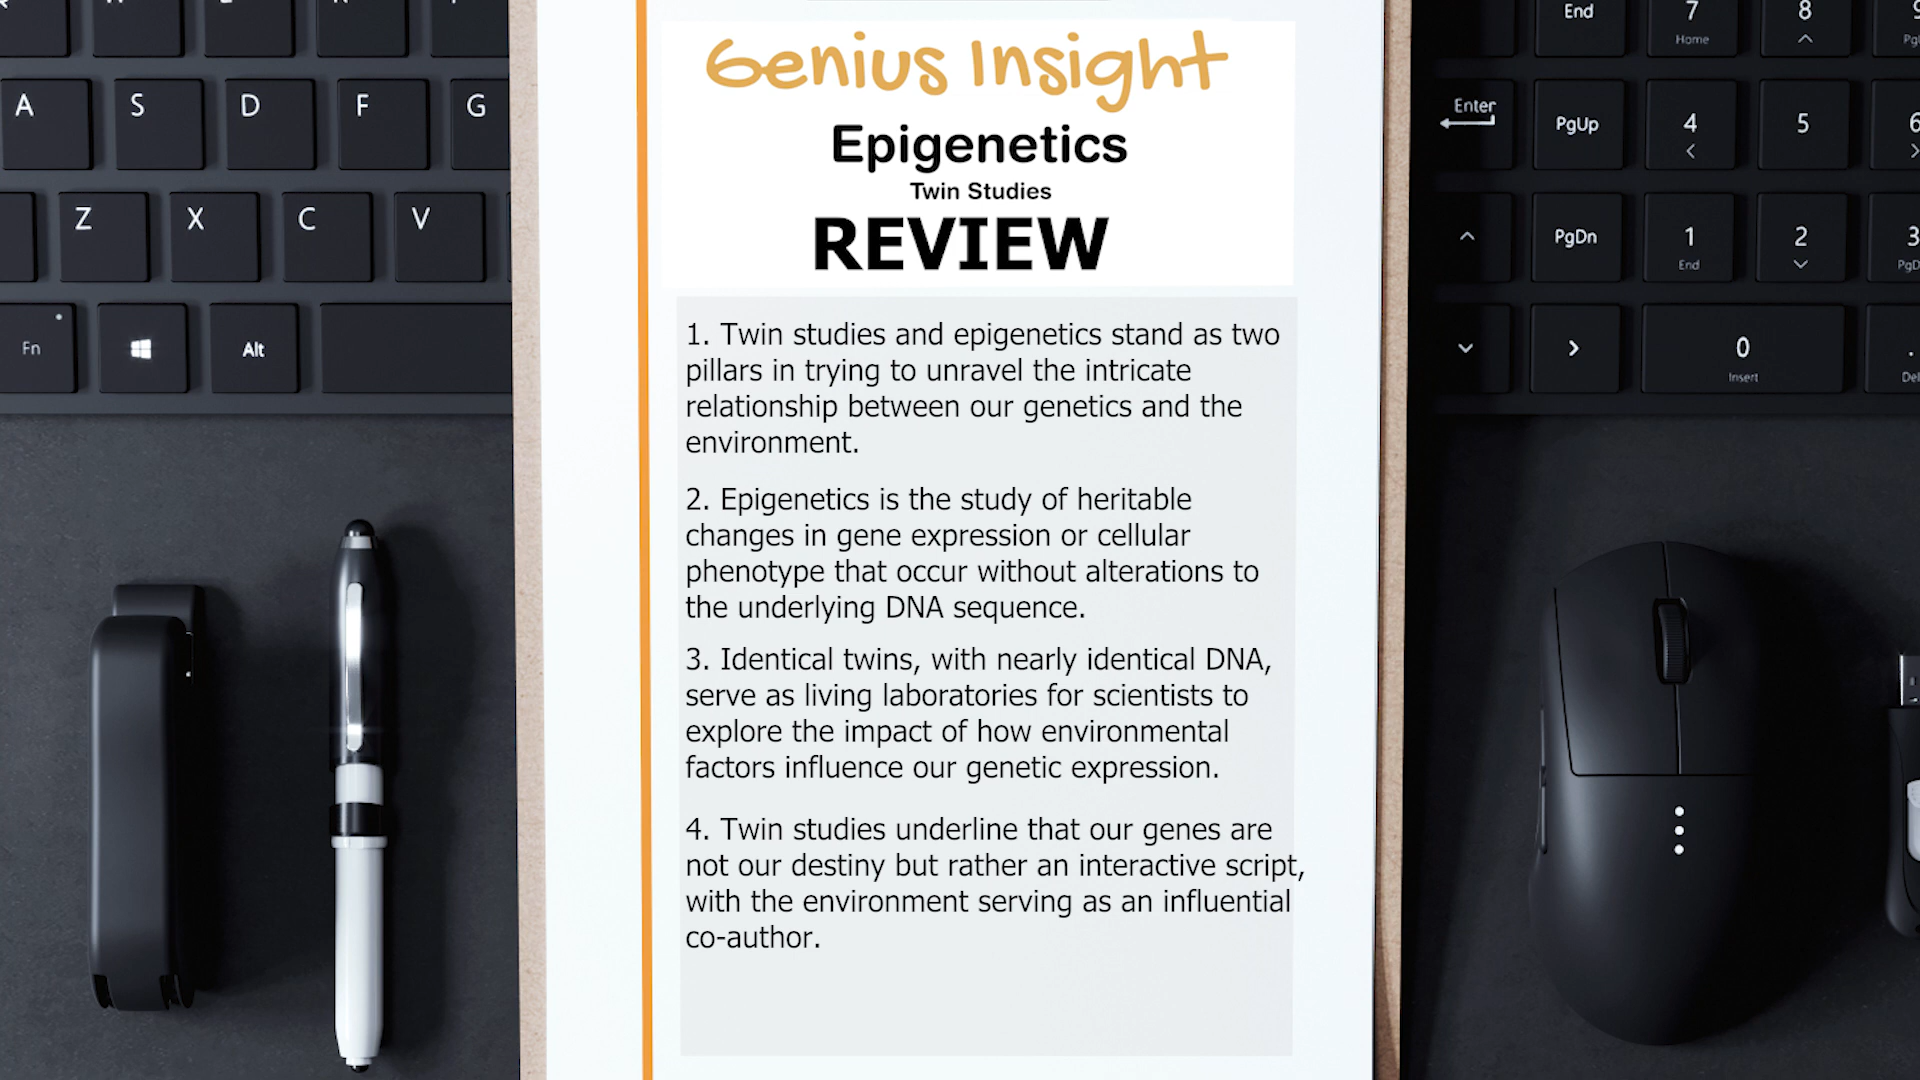 Genius Insight
Epigenetics
Twin Studies
REVIEW
1. Twin studies and epigenetics stand as two
pillars in trying to unravel the intricate
relationship between our genetics and the
environment.
2. Epigenetics is the study of heritable
changes in gene expression or cellular
phenotype that occur without alterations to
the underlying DNA sequence.
3. Identical twins, with nearly identical DNA,
serve as living laboratories for scientists to
explore the impact of how environmental
factors influence our genetic expression.
4. Twin studies underline that our genes are
not our destiny but rather an interactive script,
with the environment serving as an influential
co-author.
A S D F G
Z X C V
Fn Alt
End 7 8
Home
Enter PgUp 4 5 6
PgDn 1 2 3
End
0 .
Insert Del